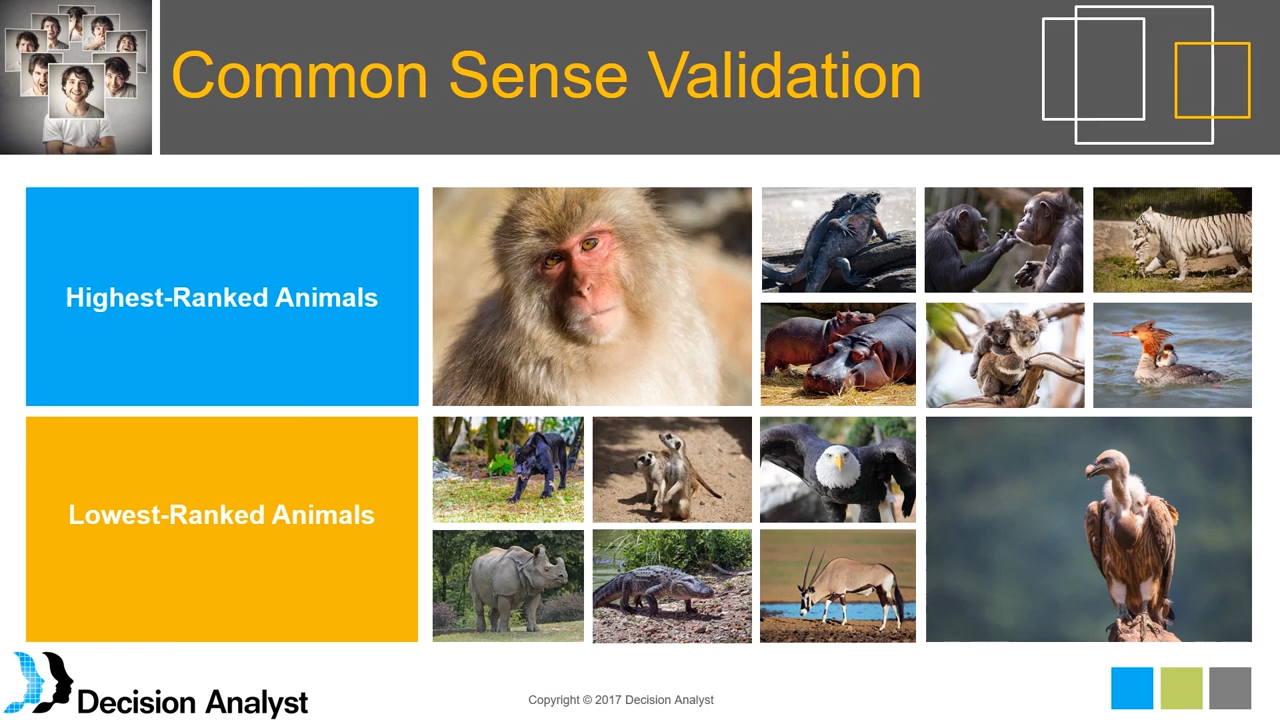 Common Sense Validation
Highest-Ranked Animals
Lowest-Ranked Animals
Decision Analyst
Copyright © 2017 Decision Analyst